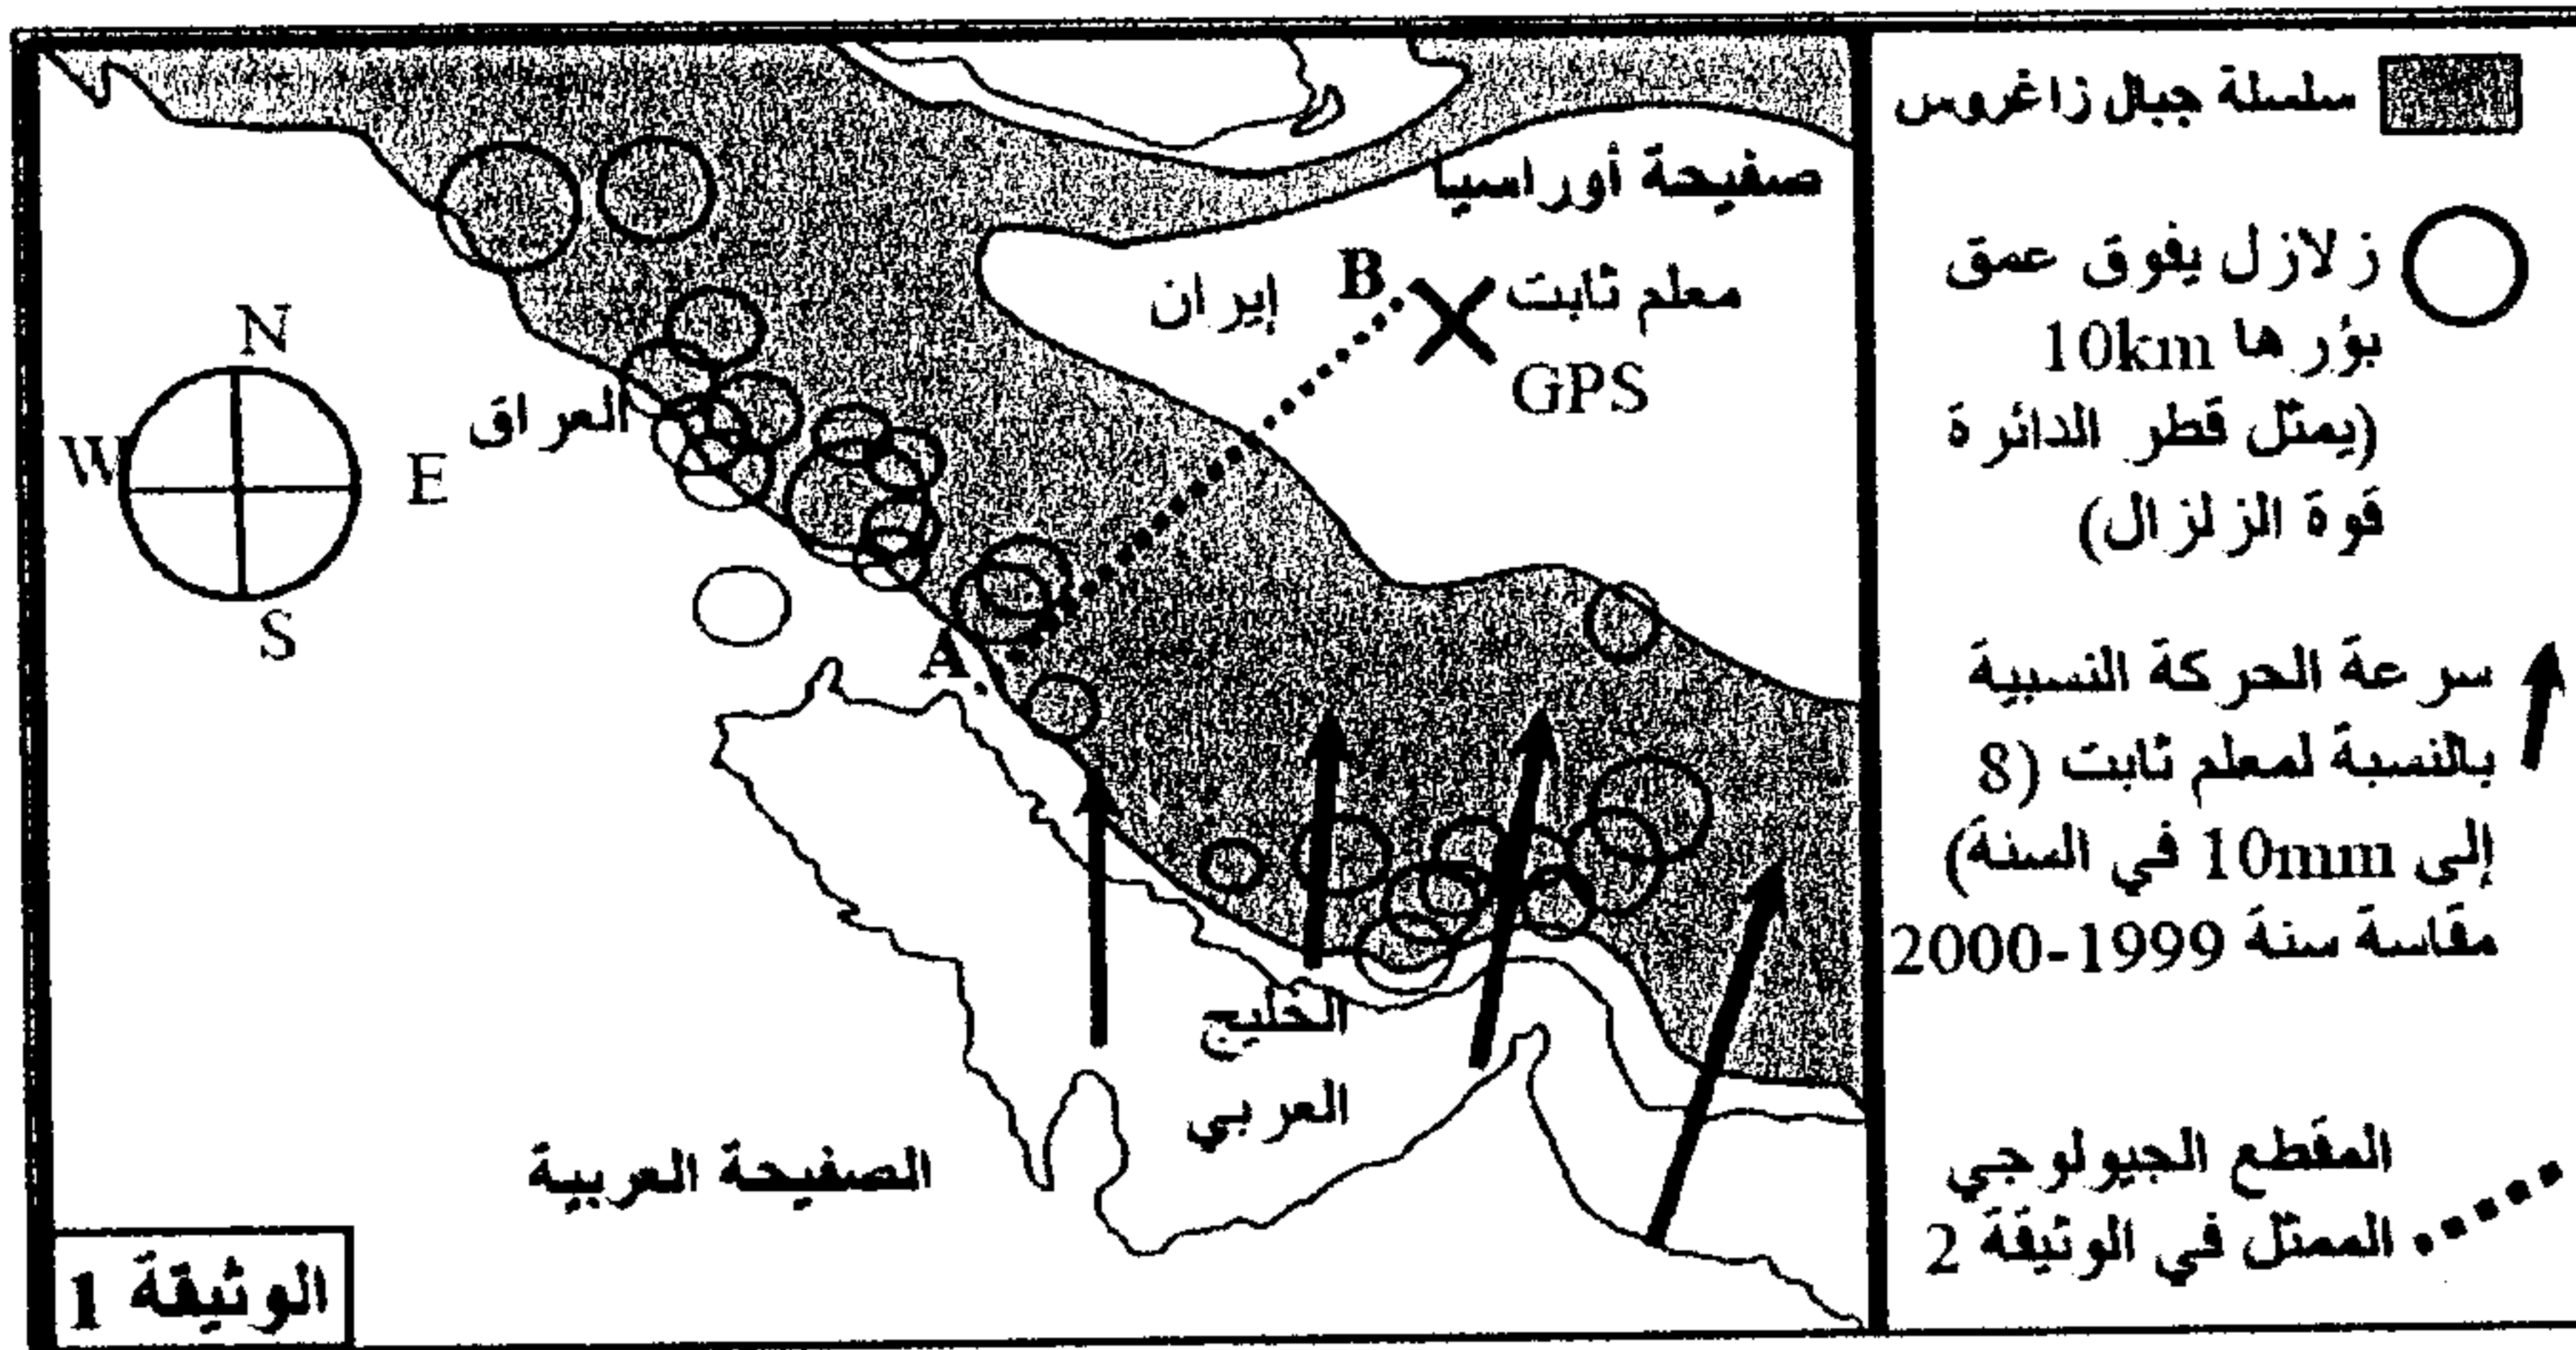 سلسلة جبال زاغروس
زلازل يفوق عمق
بؤرها 10km
(يمثل قطر الدائرة
قوة الزلزال)
سرعة الحركة النسبية
بالنسبة لمعلم ثابت (8
إلى 10mm في السنة)
مقاسة سنة 1999-2000
المقطع الجيولوجي
الممثل في الوثيقة 2
صفيحة أوراسيا
إيران
B
معلم ثابت
GPS
N
W
E
S
العراق
A
الخليج
العربي
الصفيحة العربية
الوثيقة 1